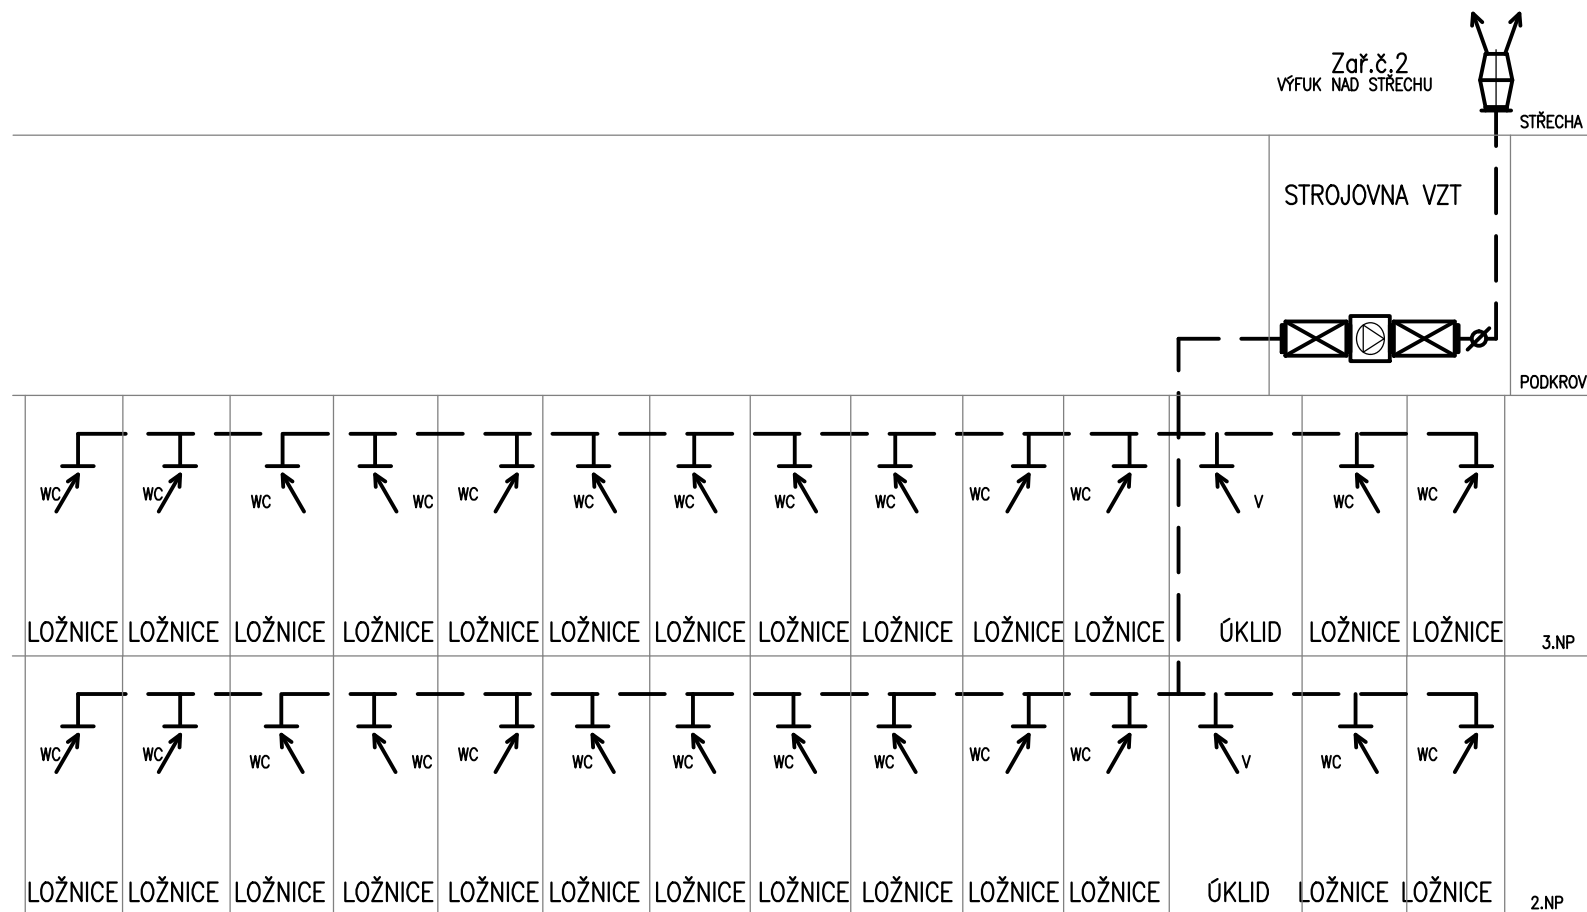 Zař.č.2
VÝFUK NAD STŘECHU
STŘECHA
STROJOVNA VZT
PODKROV
WC WC WC WC WC WC WC WC WC WC WC V WC WC
LOŽNICE LOŽNICE LOŽNICE LOŽNICE LOŽNICE LOŽNICE LOŽNICE LOŽNICE LOŽNICE LOŽNICE LOŽNICE ÚKLID LOŽNICE LOŽNICE
3.NP
WC WC WC WC WC WC WC WC WC WC WC V WC WC
LOŽNICE LOŽNICE LOŽNICE LOŽNICE LOŽNICE LOŽNICE LOŽNICE LOŽNICE LOŽNICE LOŽNICE LOŽNICE ÚKLID LOŽNICE LOŽNICE
2.NP